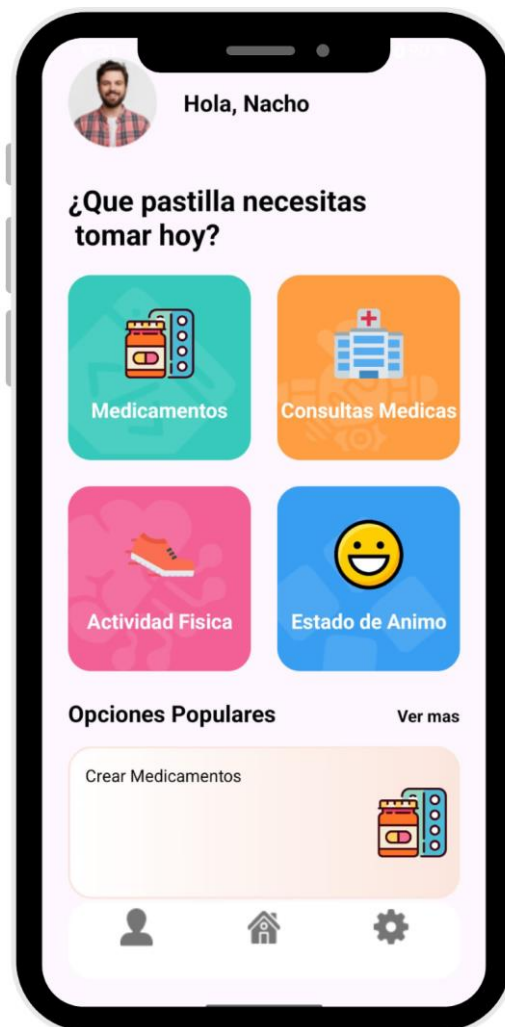 Hola, Nacho
¿Que pastilla necesitas
tomar hoy?
Medicamentos
Consultas Medicas
Actividad Fisica
Estado de Animo
Opciones Populares
Ver mas
Crear Medicamentos